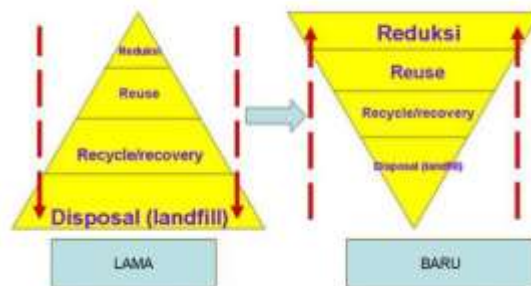 Reduksi
Reuse
Recycle/recovery
Disposal (landfill)
LAMA
Reduksi
Reuse
Recycle/recovery
Disposal (landfill)
BARU